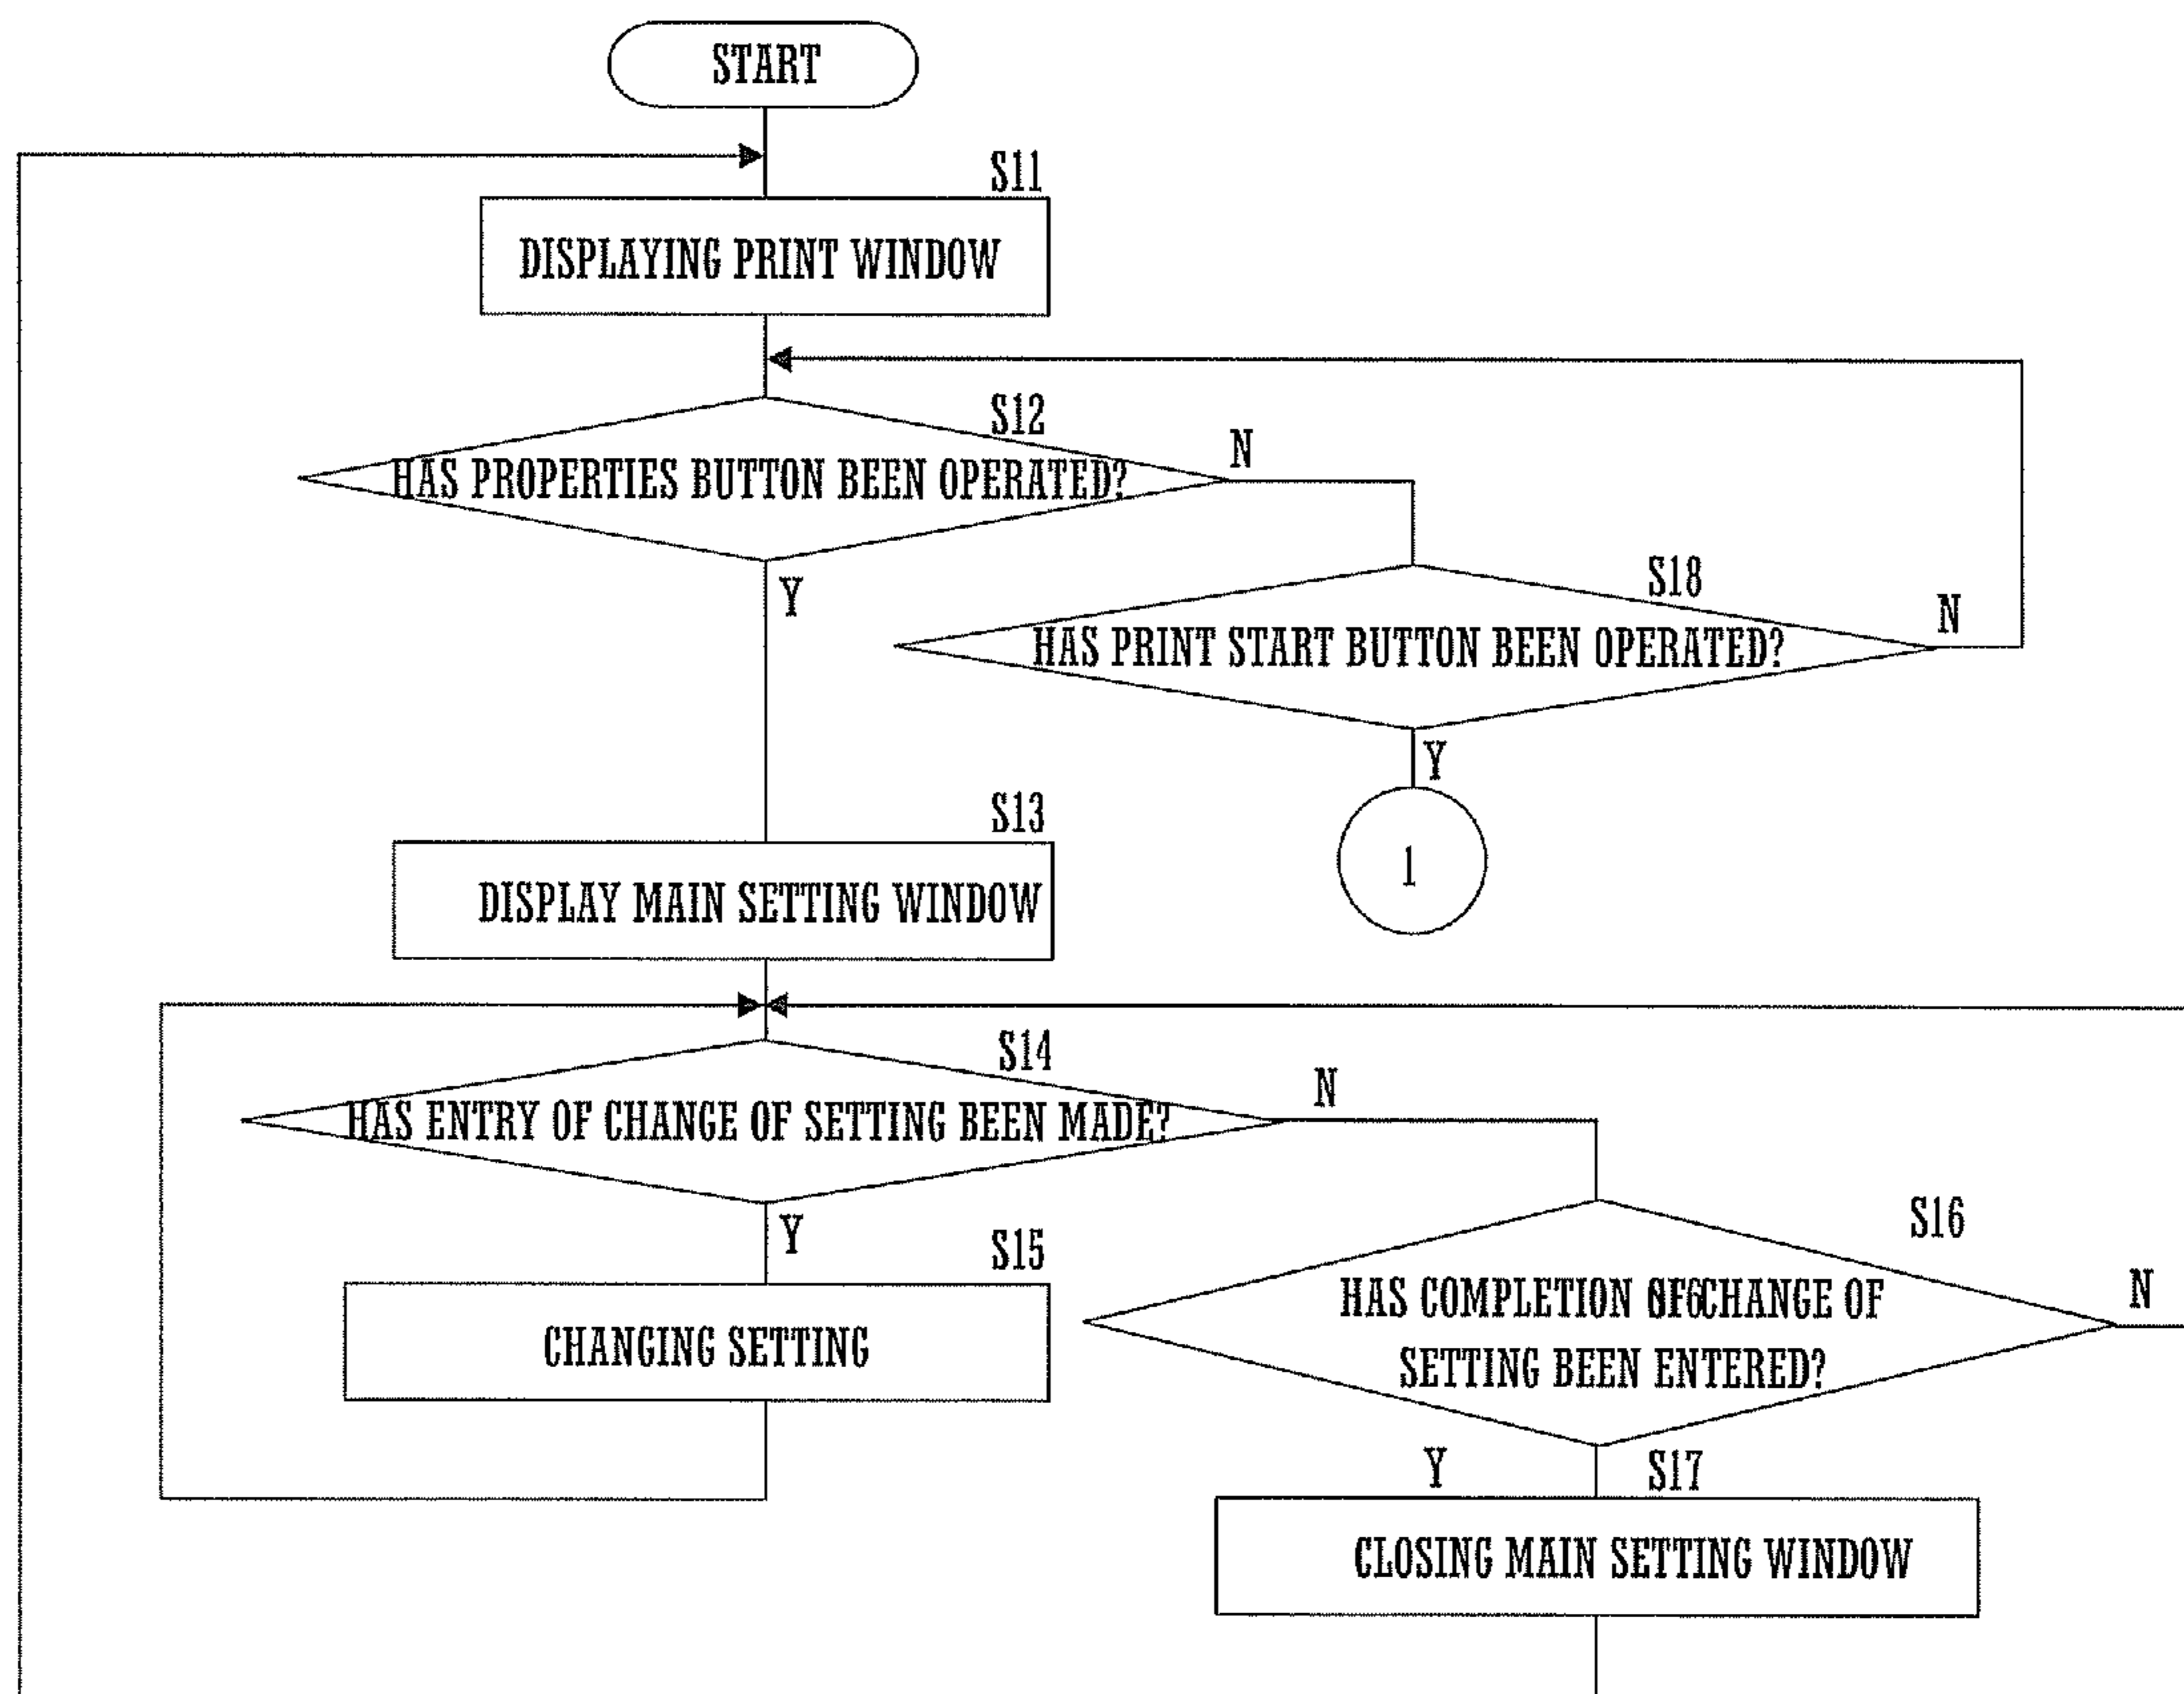 START
S11
DISPLAYING PRINT WINDOW
S12
HAS PROPERTIES BUTTON BEEN OPERATED?
N
Y
S18
HAS PRINT START BUTTON BEEN OPERATED?
N
Y
1
S13
DISPLAY MAIN SETTING WINDOW
S14
HAS ENTRY OF CHANGE OF SETTING BEEN MADE?
N
Y
S15
CHANGING SETTING
S16
HAS COMPLETION OF CHANGE OF
SETTING BEEN ENTERED?
N
Y
S17
CLOSING MAIN SETTING WINDOW